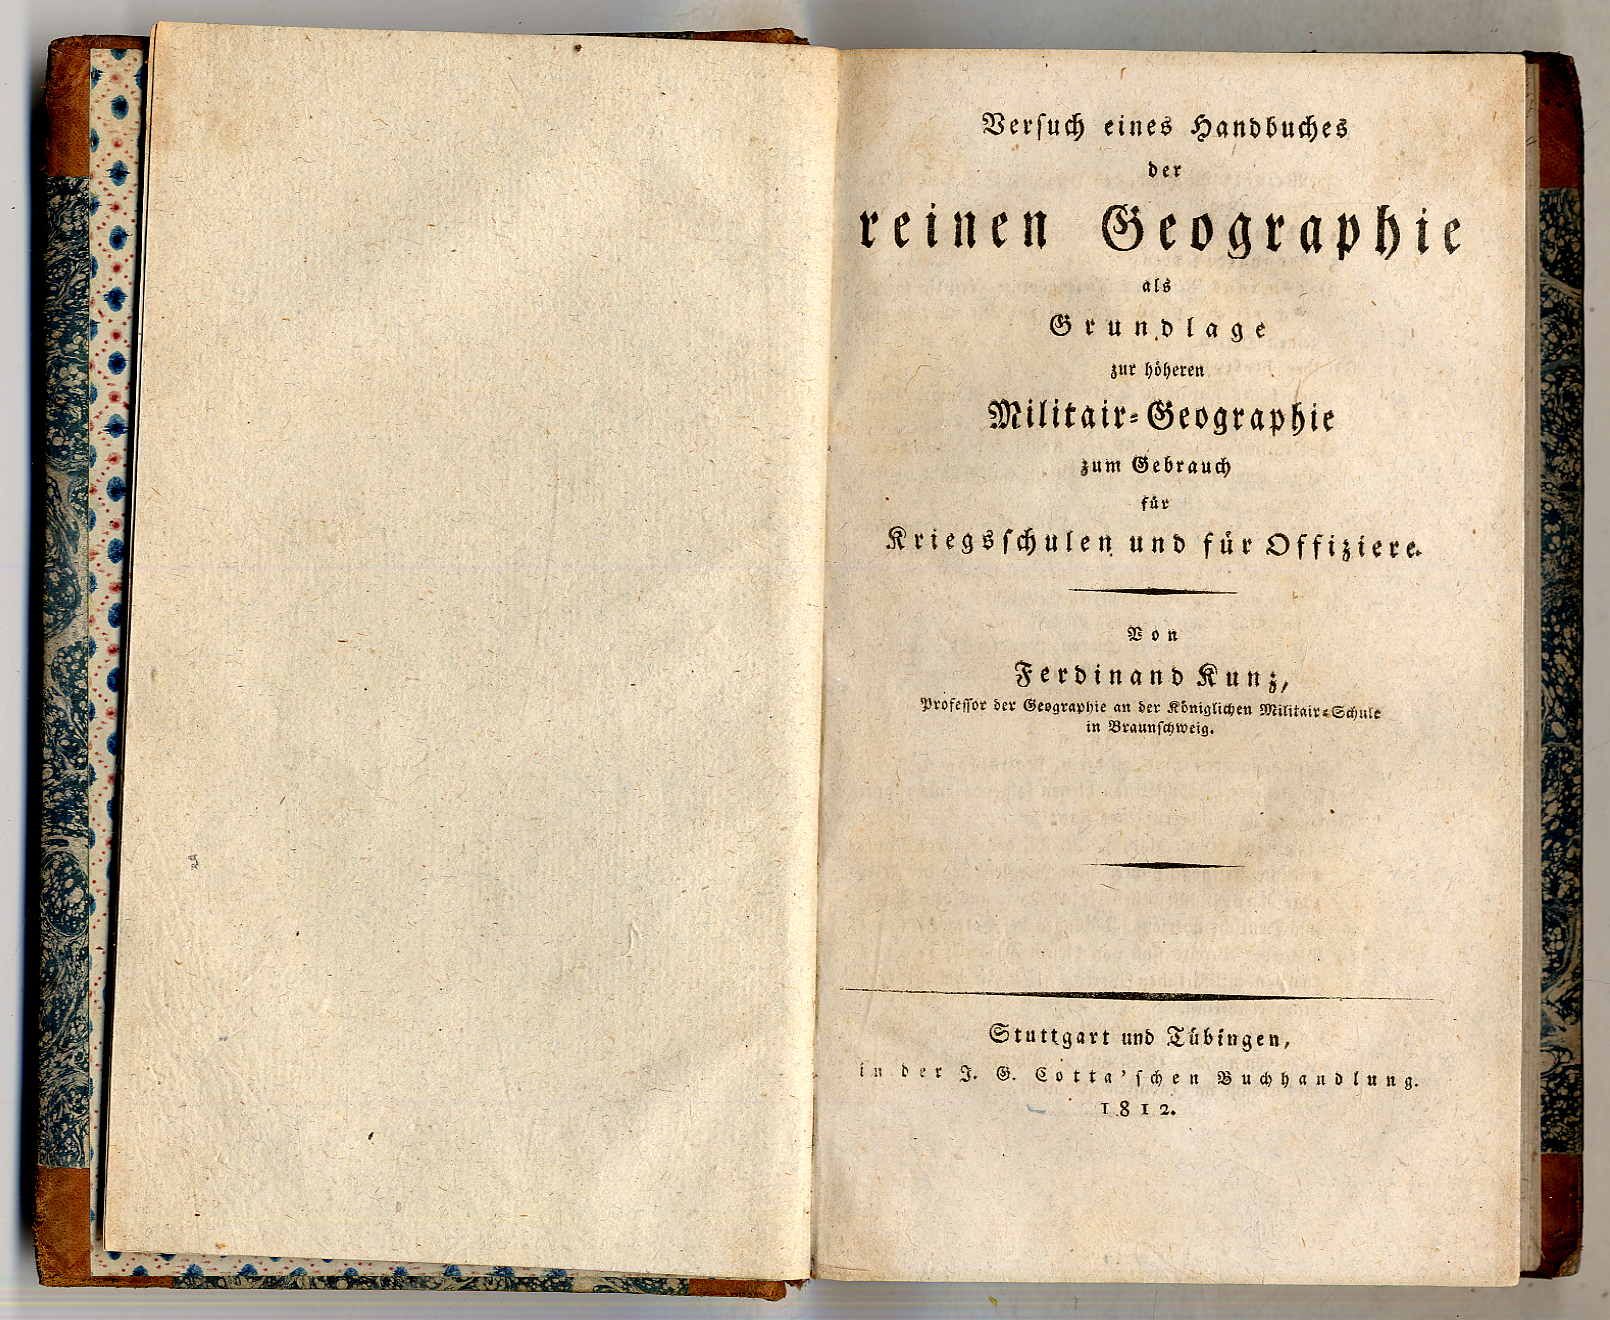 Versuch eines Handbuches
der
reinen Geographie
als
Grundlage
zur höheren
Militair-Geographie
zum Gebrauch
für
Kriegsschulen und für Offiziere.
Von
Ferdinand Kunz,
Professor der Geographie an der Königlichen Militair-Schule
in Braunschweig.
Stuttgart und Tübingen,
in der J. G. Cotta'schen Buchhandlung.
1812.